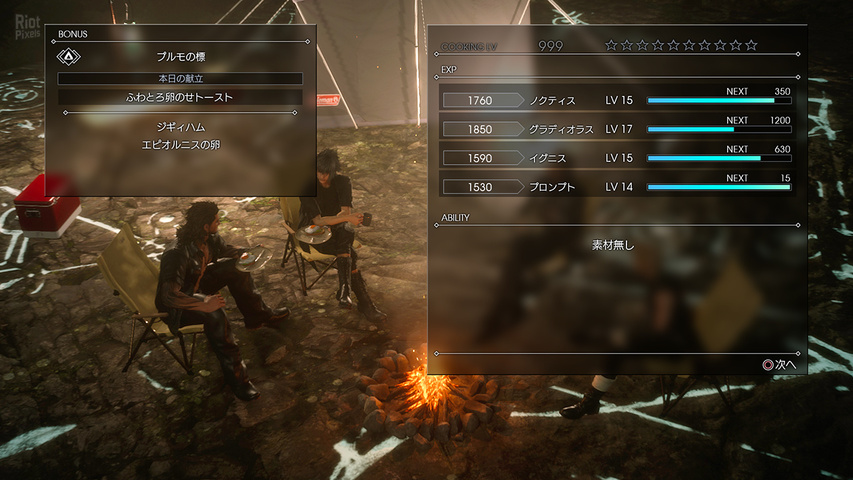 Riot
Pixels
BONUS
プルモの標
本日の献立
ふわとろ卵のせトースト
ジギィハム
エピオルニスの卵
COOKING LV 999 ☆☆☆☆☆☆☆☆☆☆
EXP
1760 ノクティス LV 15 NEXT 350
1850 グラディオラス LV 17 NEXT 1200
1590 イグニス LV 15 NEXT 630
1530 プロンプト LV 14 NEXT 15
ABILITY
素材無し
次へ